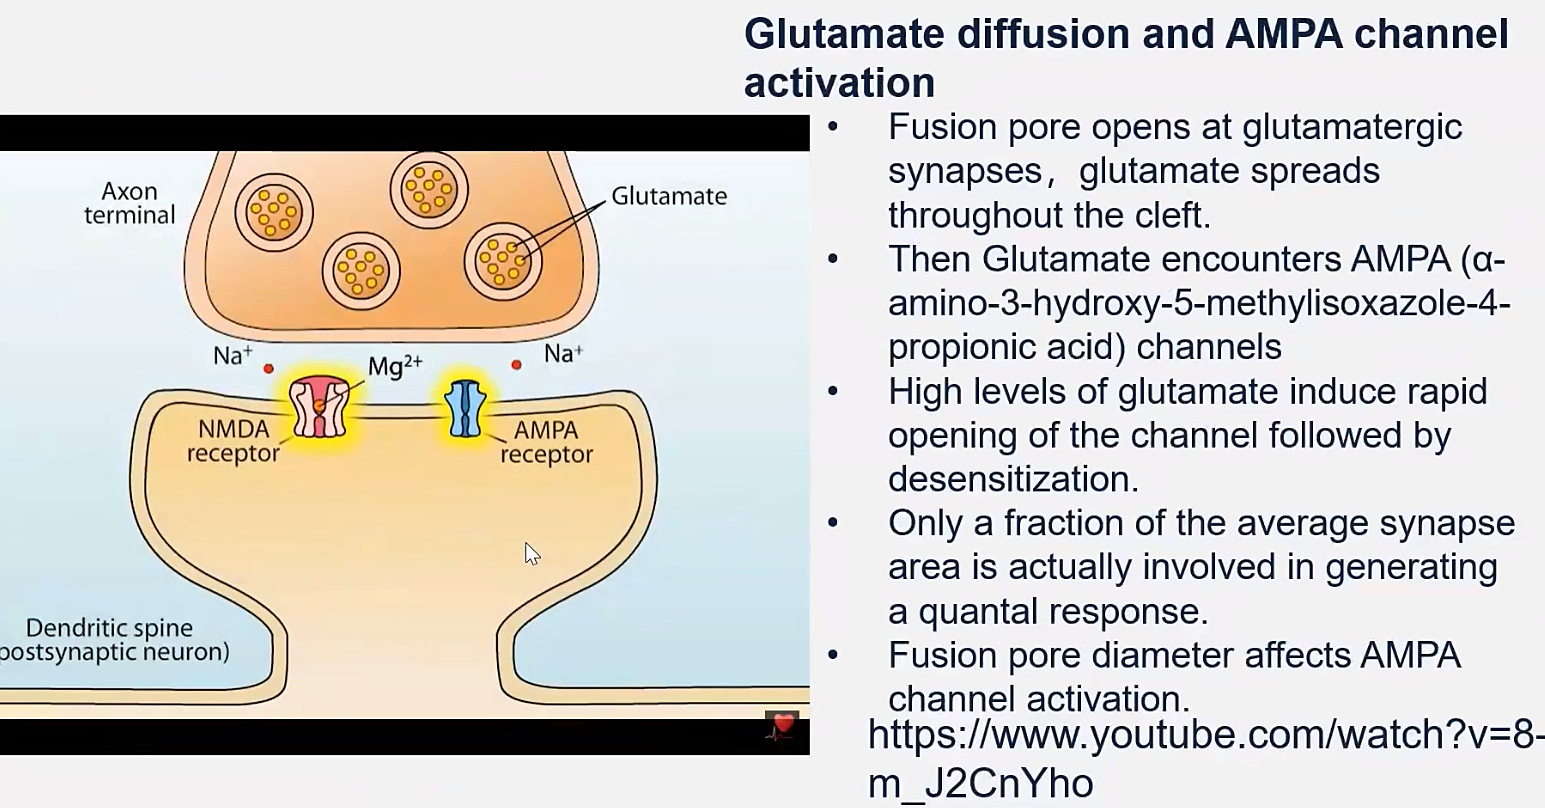 Glutamate diffusion and AMPA channel
activation
• Fusion pore opens at glutamatergic
synapses，glutamate spreads
throughout the cleft.
• Then Glutamate encounters AMPA (α-
amino-3-hydroxy-5-methylisoxazole-4-
propionic acid) channels
• High levels of glutamate induce rapid
opening of the channel followed by
desensitization.
• Only a fraction of the average synapse
area is actually involved in generating
a quantal response.
• Fusion pore diameter affects AMPA
channel activation.
https://www.youtube.com/watch?v=8-
m_J2CnYho
Axon
terminal
Glutamate
Na⁺
Mg²⁺
Na⁺
NMDA
receptor
AMPA
receptor
Dendritic spine
postsynaptic neuron)